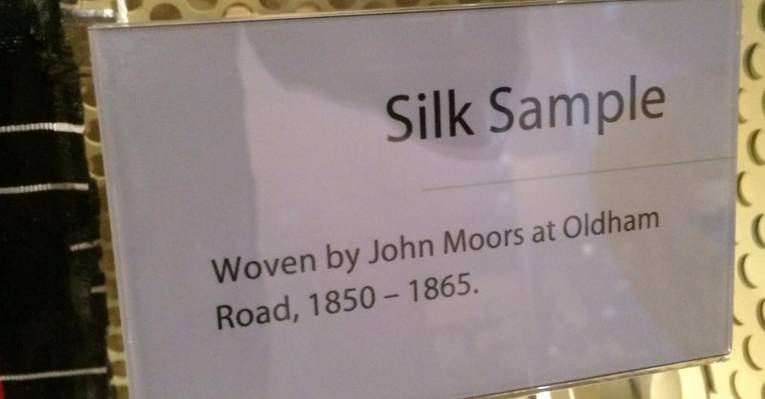 Silk Sample
Woven by John Moors at Oldham
Road, 1850 – 1865.